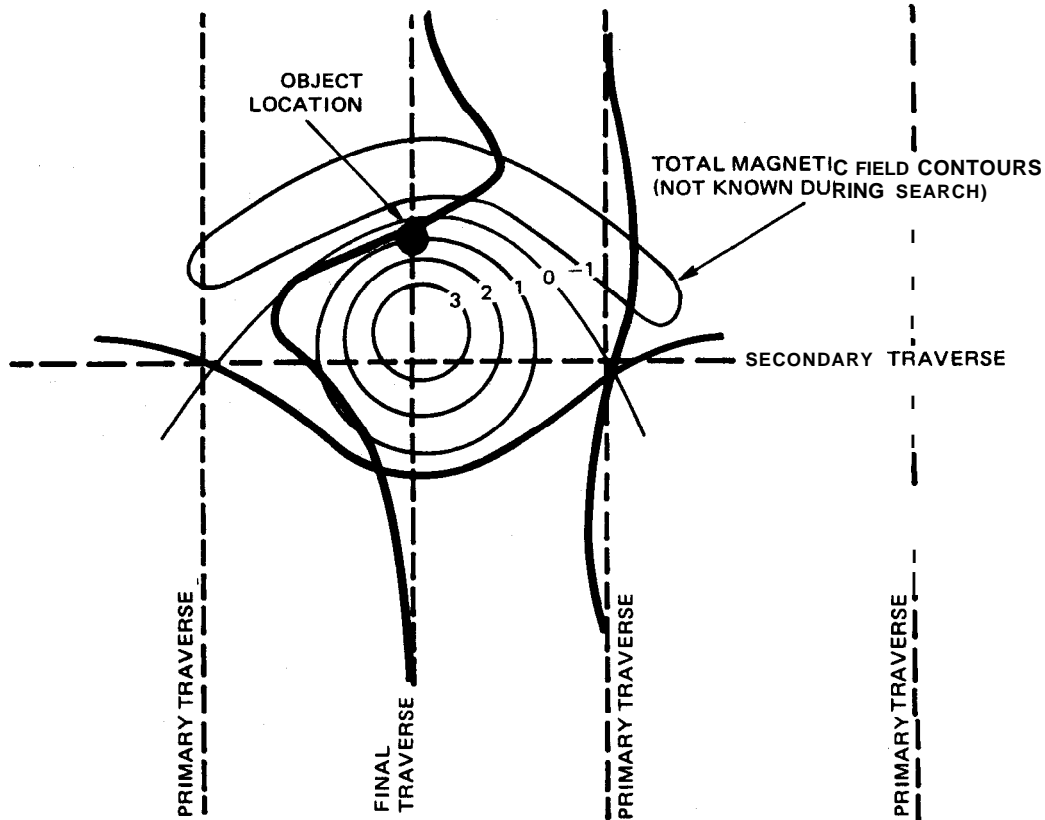 OBJECT
LOCATION
TOTAL MAGNETIC FIELD CONTOURS
(NOT KNOWN DURING SEARCH)
3 2 1 0 -1
SECONDARY TRAVERSE
PRIMARY TRAVERSE
FINAL
TRAVERSE
PRIMARY TRAVERSE
PRIMARY TRAVERSE